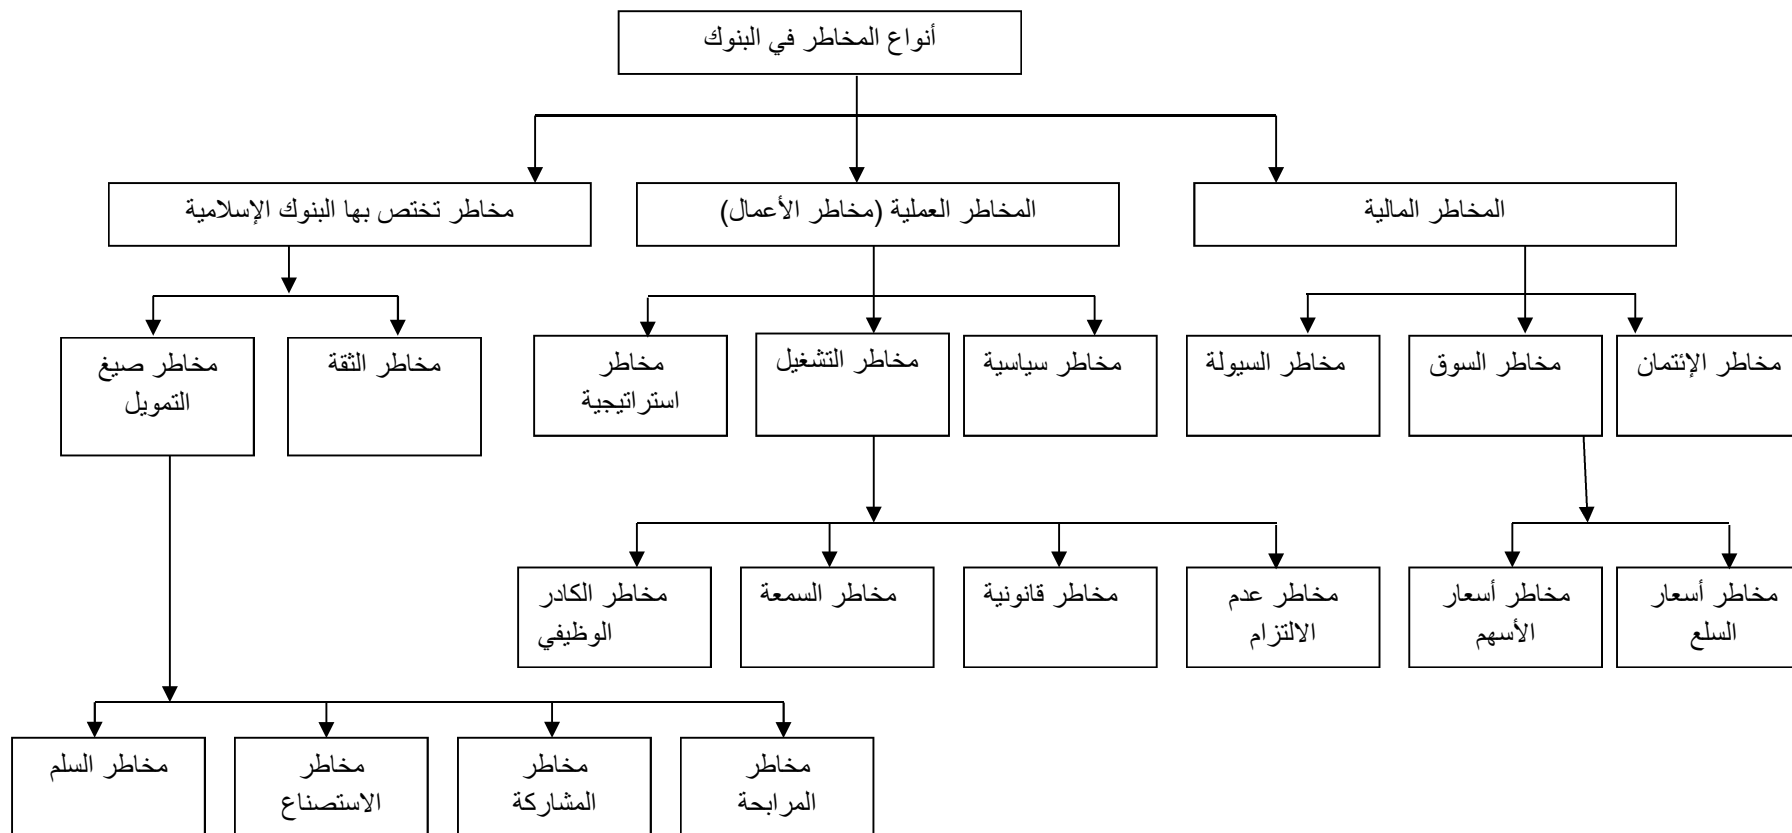 أنواع المخاطر في البنوك
المخاطر المالية
المخاطر العملية (مخاطر الأعمال)
مخاطر تختص بها البنوك الإسلامية
مخاطر الإئتمان
مخاطر السوق
مخاطر السيولة
مخاطر سياسية
مخاطر التشغيل
مخاطر
استراتيجية
مخاطر الثقة
مخاطر صيغ
التمويل
مخاطر أسعار
السلع
مخاطر أسعار
الأسهم
مخاطر عدم
الالتزام
مخاطر قانونية
مخاطر السمعة
مخاطر الكادر
الوظيفي
مخاطر
المرابحة
مخاطر
المشاركة
مخاطر
الاستصناع
مخاطر السلم